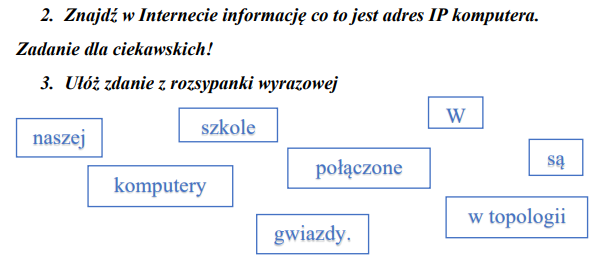 2. Znajdź w Internecie informację co to jest adres IP komputera.
Zadanie dla ciekawskich!
3. Ułóż zdanie z rozsypanki wyrazowej
W
szkole
naszej
są
połączone
komputery
w topologii
gwiazdy.